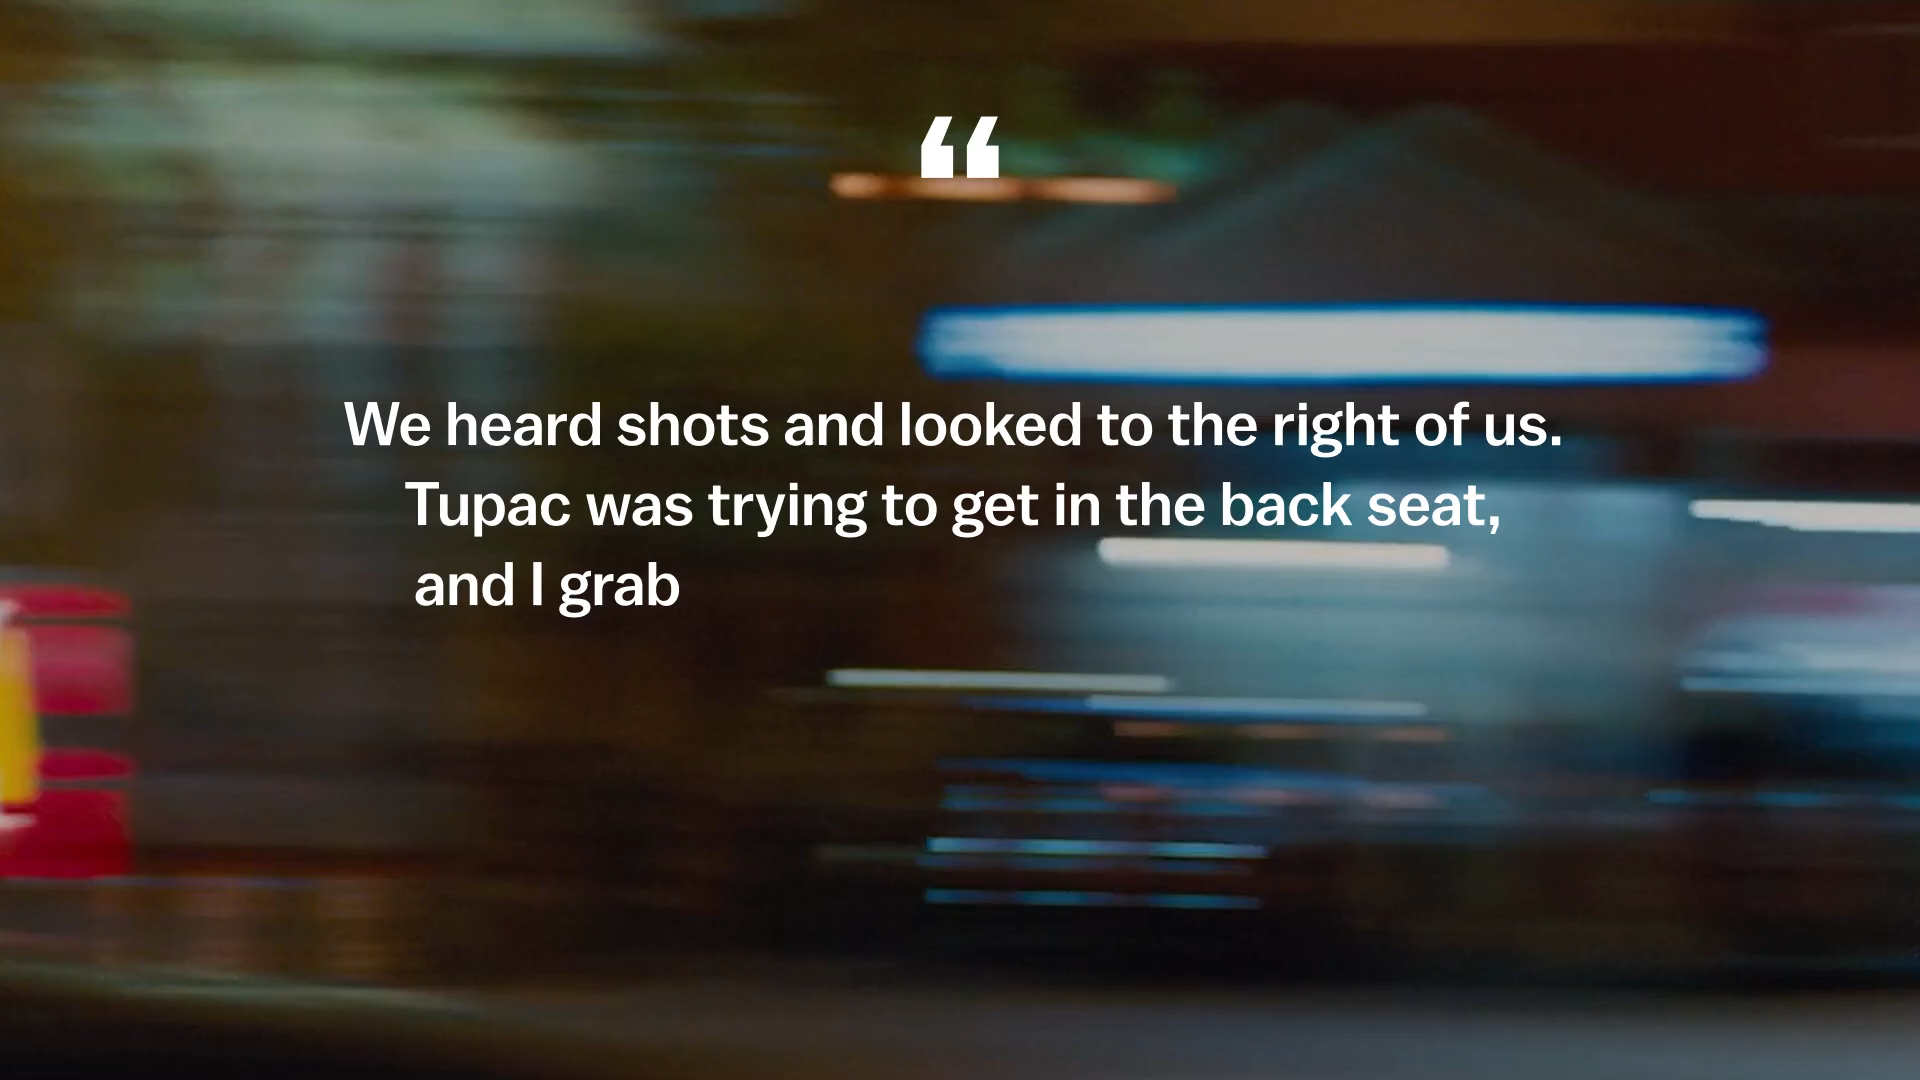 “
We heard shots and looked to the right of us.
Tupac was trying to get in the back seat,
and I grab